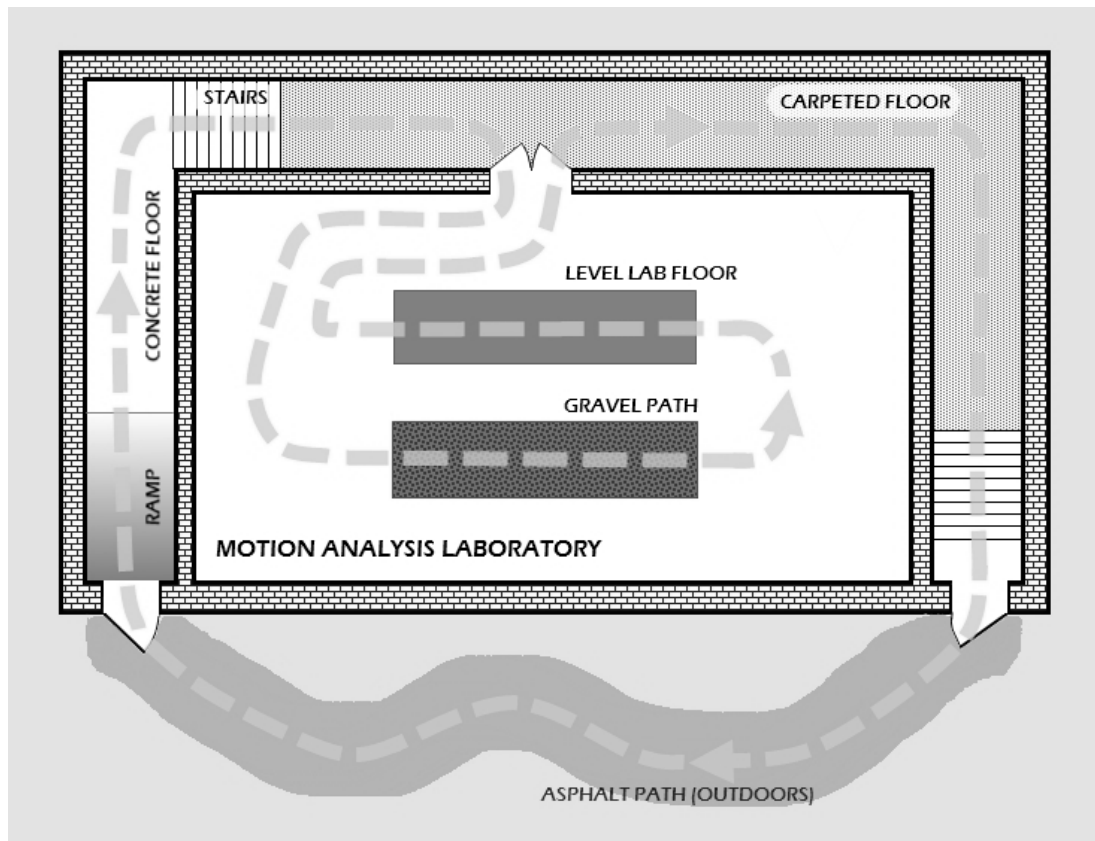 STAIRS
CARPETED FLOOR
CONCRETE FLOOR
LEVEL LAB FLOOR
GRAVEL PATH
RAMP
MOTION ANALYSIS LABORATORY
ASPHALT PATH (OUTDOORS)